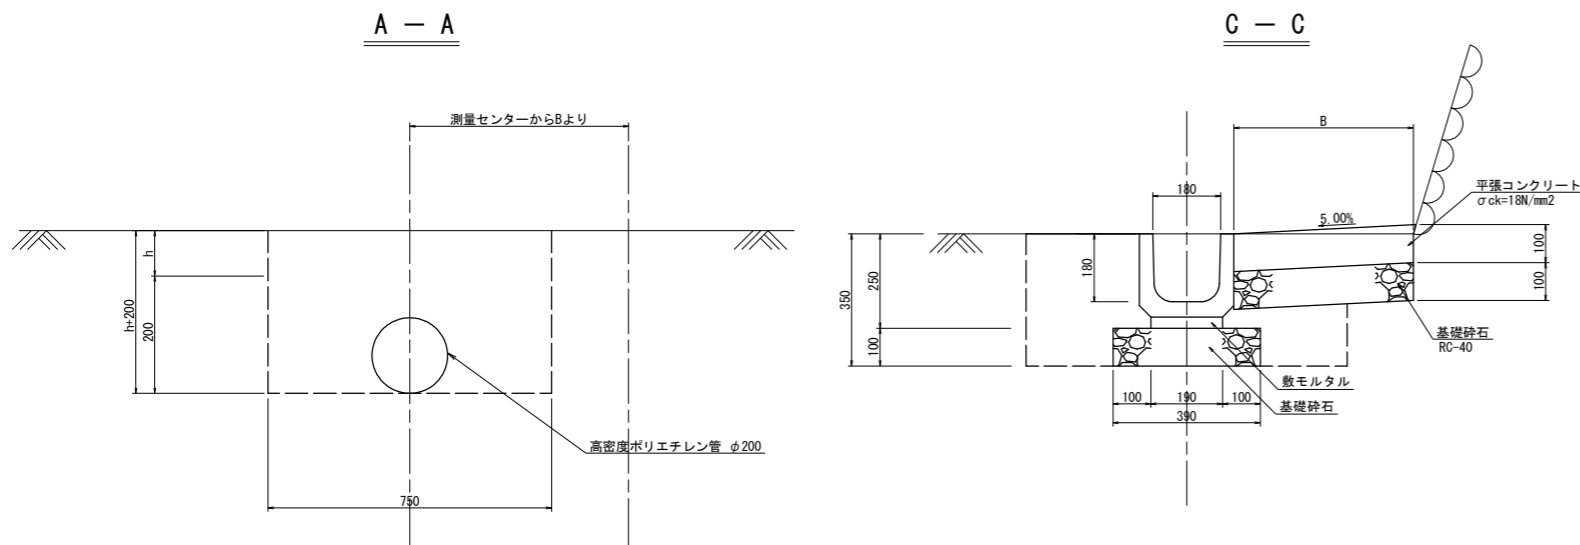 A － A
測量センターからBより
h
h+200
200
高密度ポリエチレン管 φ200
750
C － C
B
180
平張コンクリート
σck=18N/mm2
5.00%
100
180
250
350
100
100
基礎砕石
RC-40
敷モルタル
100
190
100
基礎砕石
390